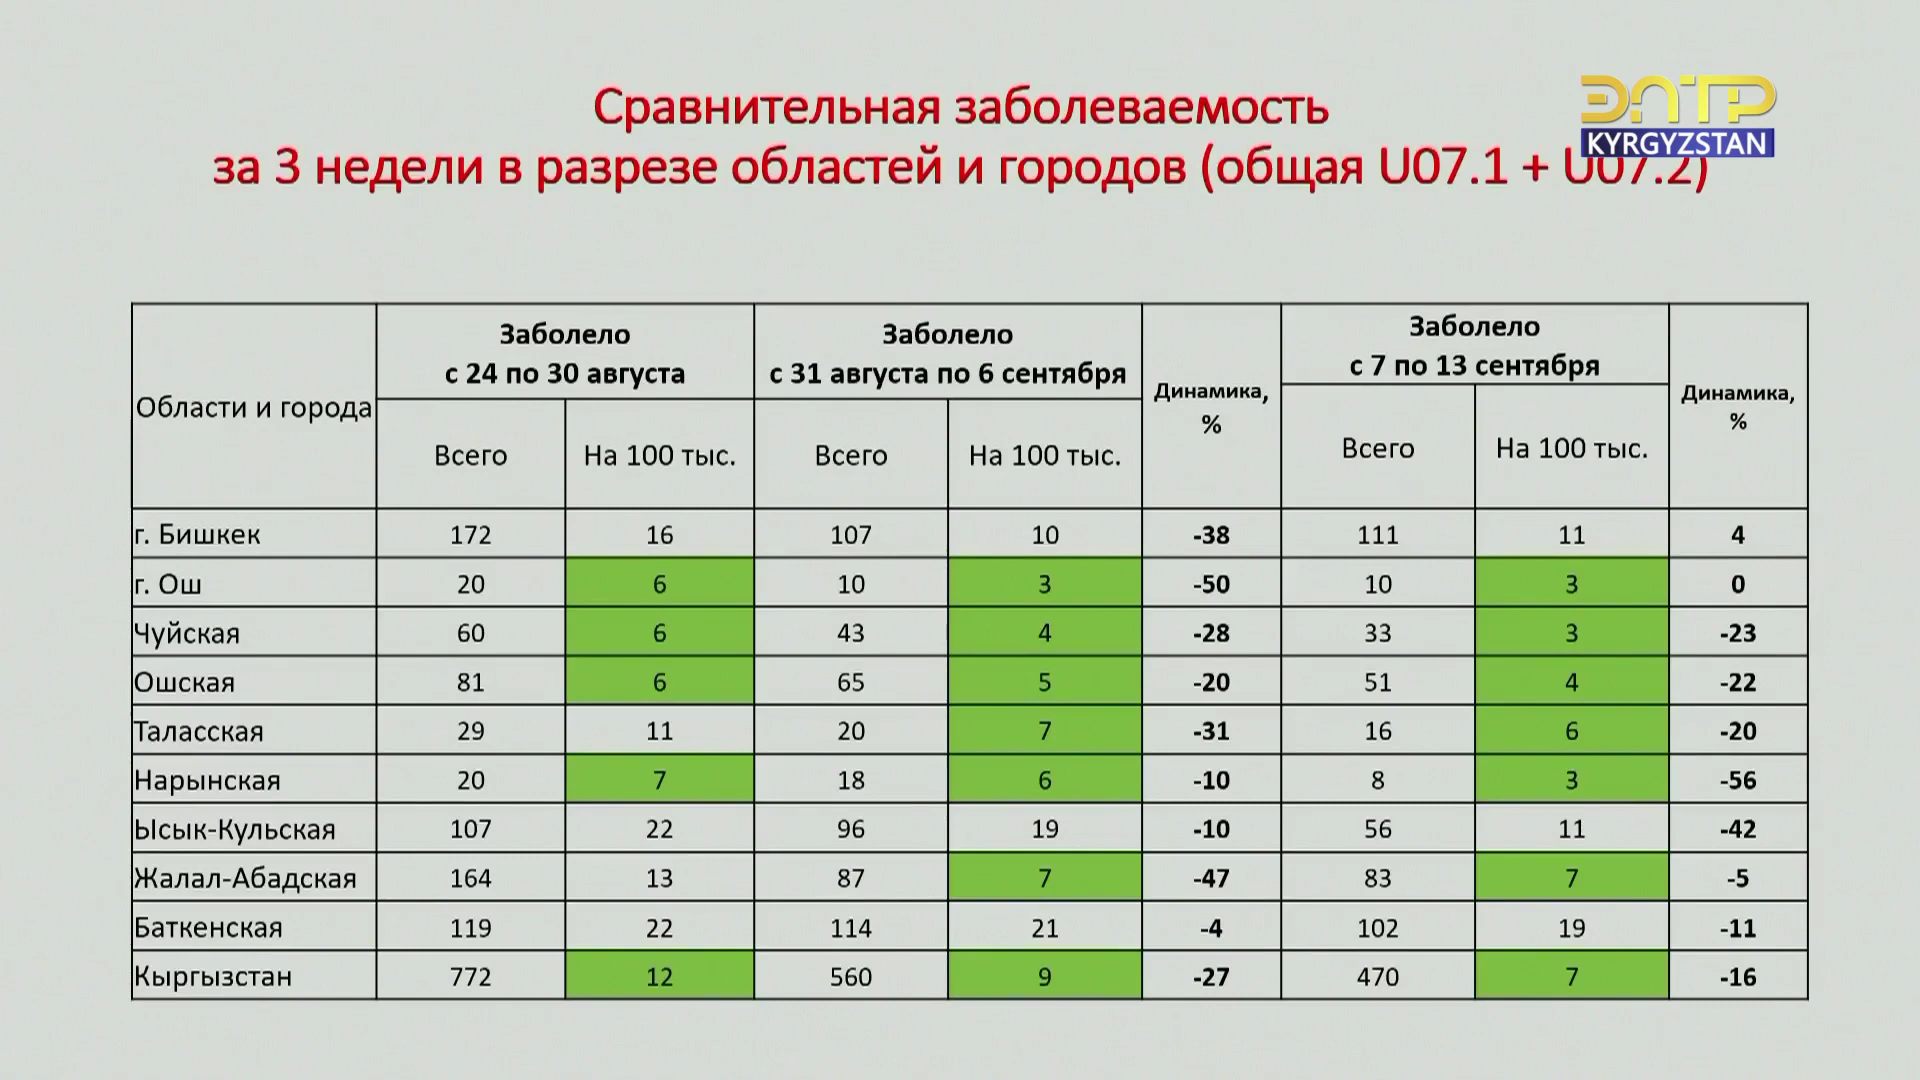 Сравнительная заболеваемость
за 3 недели в разрезе областей и городов (общая U07.1 + U07.2)
ЭЛТР
KYRGYZSTAN
Области и города
Заболело
с 24 по 30 августа
Заболело
с 31 августа по 6 сентября
Динамика,
%
Заболело
с 7 по 13 сентября
Динамика,
%
Всего На 100 тыс. Всего На 100 тыс. Всего На 100 тыс.
г. Бишкек 172 16 107 10 -38 111 11 4
г. Ош 20 6 10 3 -50 10 3 0
Чуйская 60 6 43 4 -28 33 3 -23
Ошская 81 6 65 5 -20 51 4 -22
Таласская 29 11 20 7 -31 16 6 -20
Нарынская 20 7 18 6 -10 8 3 -56
Ысык-Кульская 107 22 96 19 -10 56 11 -42
Жалал-Абадская 164 13 87 7 -47 83 7 -5
Баткенская 119 22 114 21 -4 102 19 -11
Кыргызстан 772 12 560 9 -27 470 7 -16